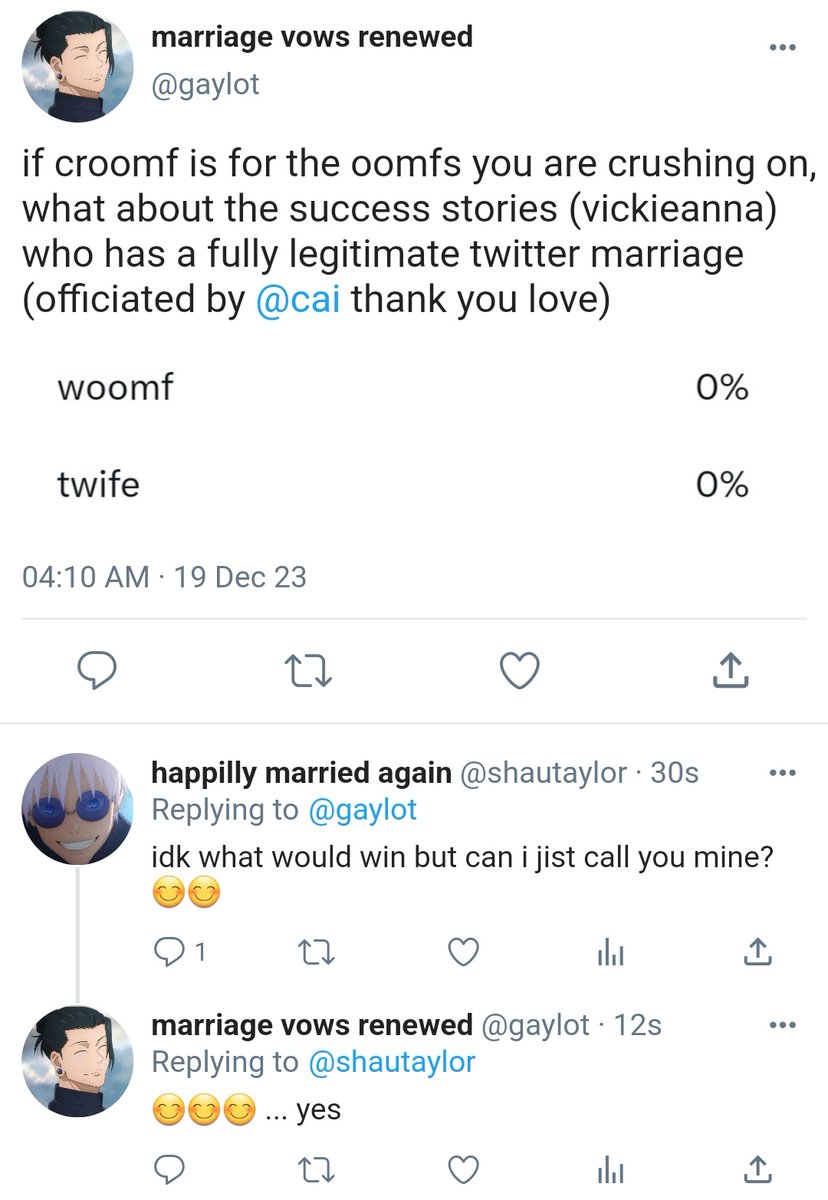 marriage vows renewed
@gaylot
if croomf is for the oomfs you are crushing on,
what about the success stories (vickieanna)
who has a fully legitimate twitter marriage
(officiated by @cai thank you love)
woomf 0%
twife 0%
04:10 AM · 19 Dec 23
happilly married again @shautaylor · 30s
Replying to @gaylot
idk what would win but can i jist call you mine?
😊😊
1
marriage vows renewed @gaylot · 12s
Replying to @shautaylor
😊😊😊 ... yes